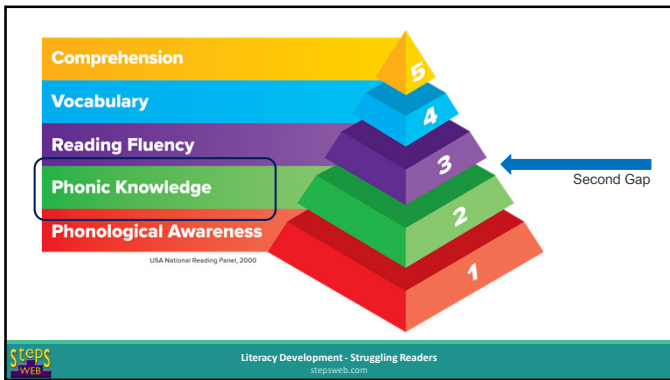 Comprehension
5
Vocabulary
4
Reading Fluency
3
Second Gap
Phonic Knowledge
2
Phonological Awareness
1
USA National Reading Panel, 2000
Steps
WEB
Literacy Development - Struggling Readers
stepsweb.com